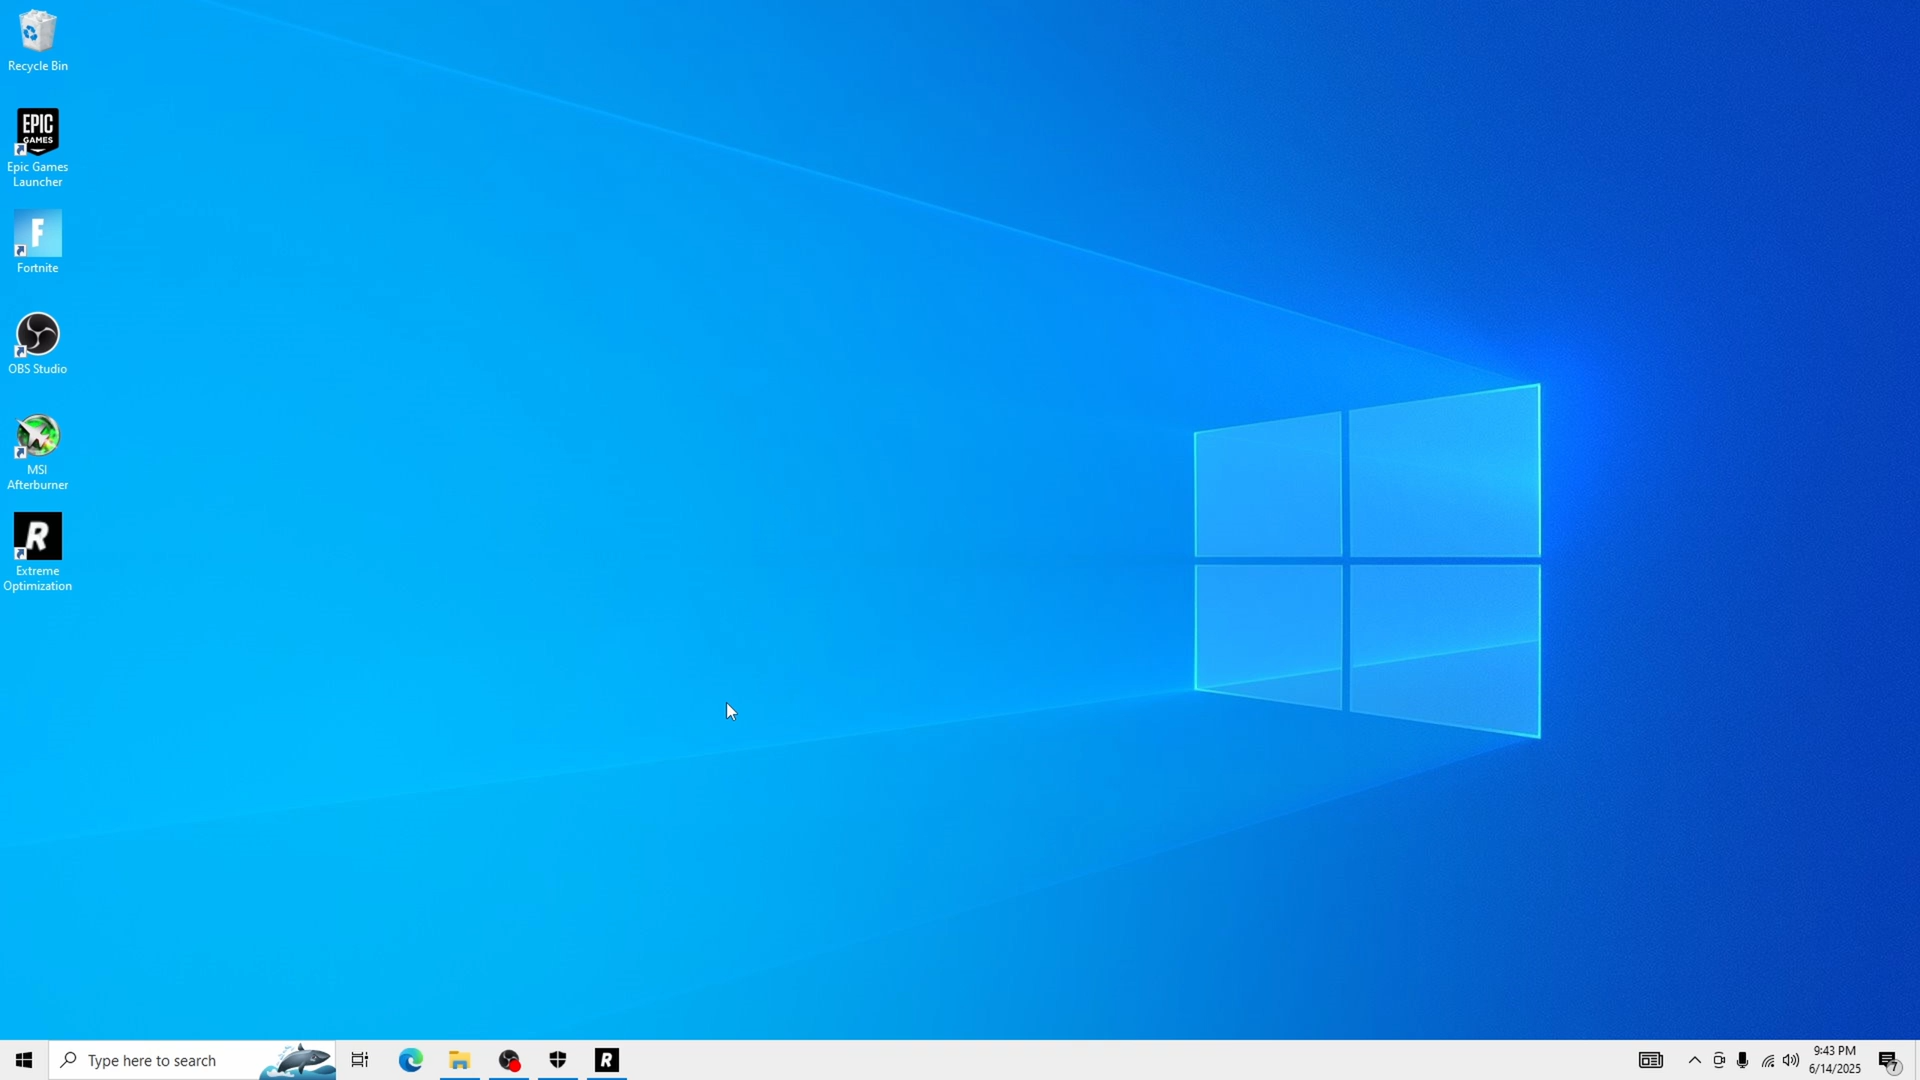 Recycle Bin
EPIC
GAMES
Epic Games
Launcher
F
Fortnite
OBS Studio
MSI
Afterburner
R
Extreme
Optimization
Type here to search
R
9:43 PM
6/14/2025
7